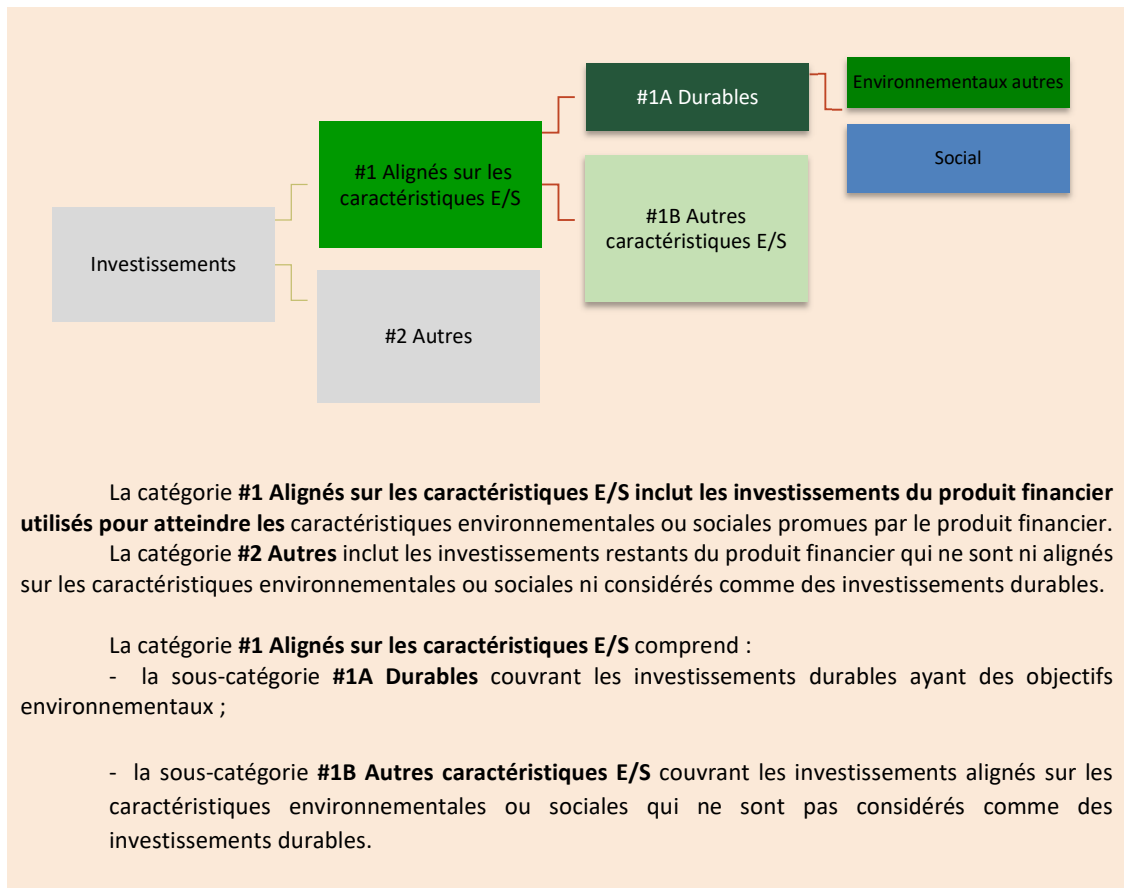 Environnementaux autres
#1A Durables
#1 Alignés sur les
caractéristiques E/S
Social
#1B Autres
caractéristiques E/S
Investissements
#2 Autres
La catégorie #1 Alignés sur les caractéristiques E/S inclut les investissements du produit financier
utilisés pour atteindre les caractéristiques environnementales ou sociales promues par le produit financier.
La catégorie #2 Autres inclut les investissements restants du produit financier qui ne sont ni alignés
sur les caractéristiques environnementales ou sociales ni considérés comme des investissements durables.
La catégorie #1 Alignés sur les caractéristiques E/S comprend :
- la sous-catégorie #1A Durables couvrant les investissements durables ayant des objectifs
environnementaux ;
- la sous-catégorie #1B Autres caractéristiques E/S couvrant les investissements alignés sur les
caractéristiques environnementales ou sociales qui ne sont pas considérés comme des
investissements durables.